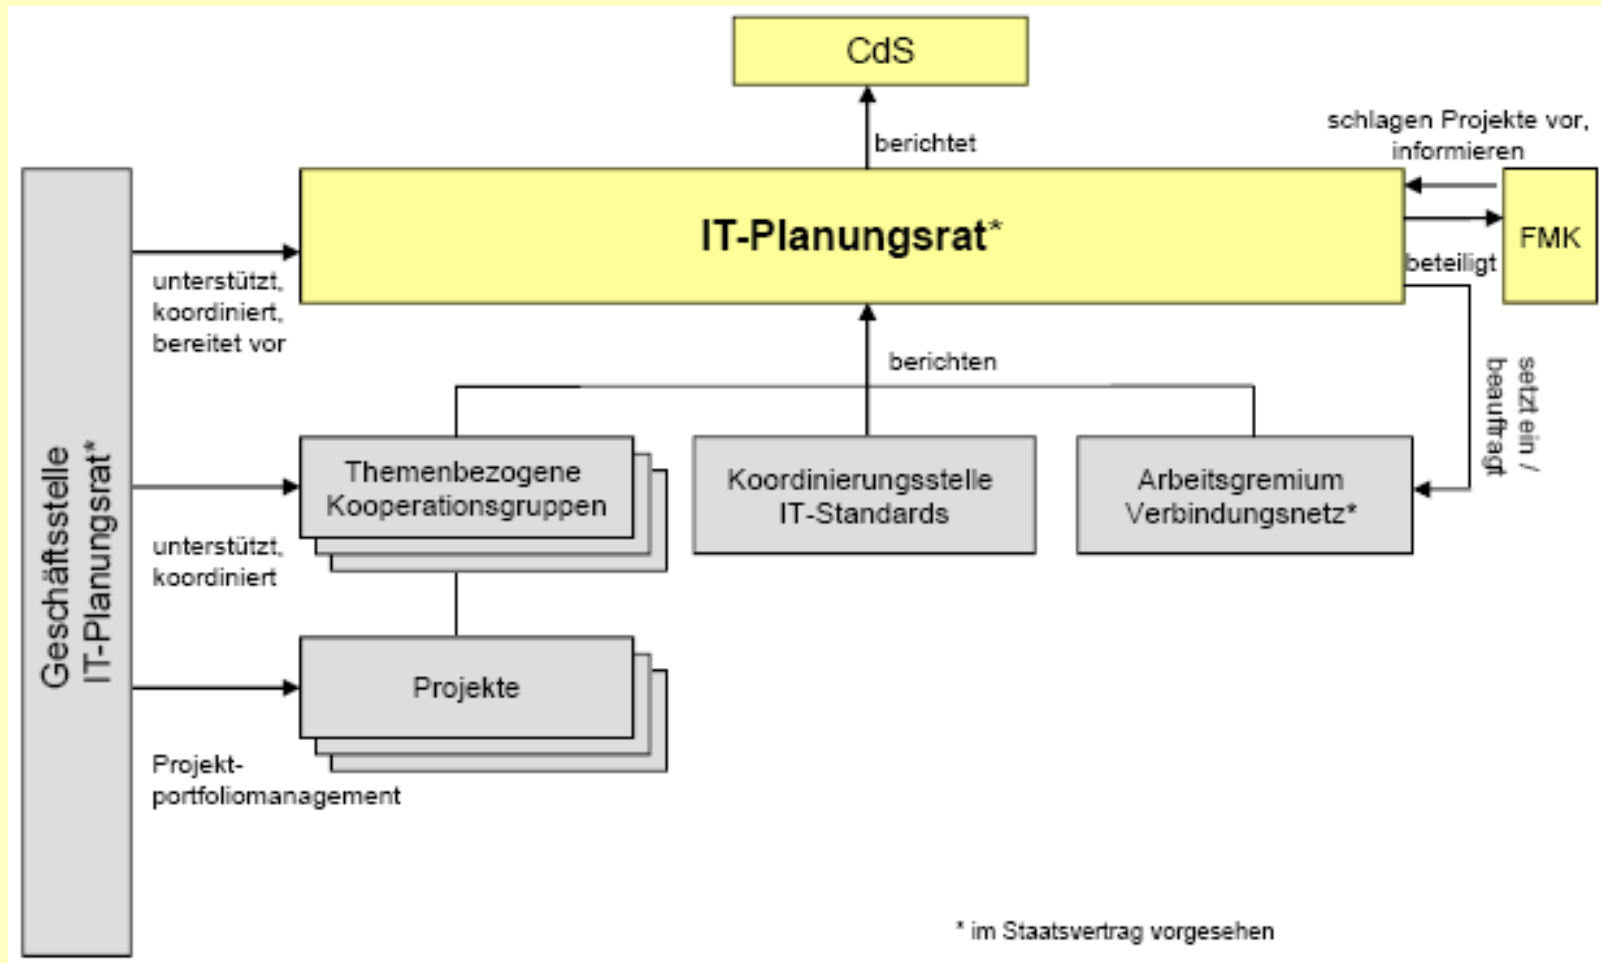 CdS
berichtet
schlagen Projekte vor,
informieren
IT-Planungsrat*
FMK
beteiligt
unterstützt,
koordiniert,
bereitet vor
berichten
setzt ein /
beauftragt
Geschäftsstelle
IT-Planungsrat*
Themenbezogene
Kooperationsgruppen
Koordinierungsstelle
IT-Standards
Arbeitsgremium
Verbindungsnetz*
unterstützt,
koordiniert
Projekte
Projekt-
portfoliomanagement
* im Staatsvertrag vorgesehen